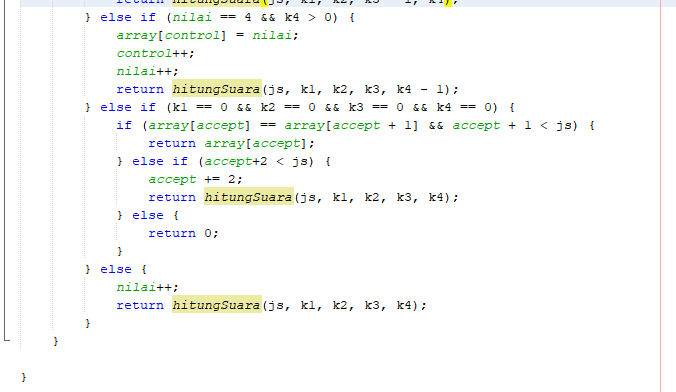 return hitungSuara(js, k1, k2, k3 - 1, k4);
} else if (nilai == 4 && k4 > 0) {
array[control] = nilai;
control++;
nilai++;
return hitungSuara(js, k1, k2, k3, k4 - 1);
} else if (k1 == 0 && k2 == 0 && k3 == 0 && k4 == 0) {
if (array[accept] == array[accept + 1] && accept + 1 < js) {
return array[accept];
} else if (accept+2 < js) {
accept += 2;
return hitungSuara(js, k1, k2, k3, k4);
} else {
return 0;
}
} else {
nilai++;
return hitungSuara(js, k1, k2, k3, k4);
}
}
}